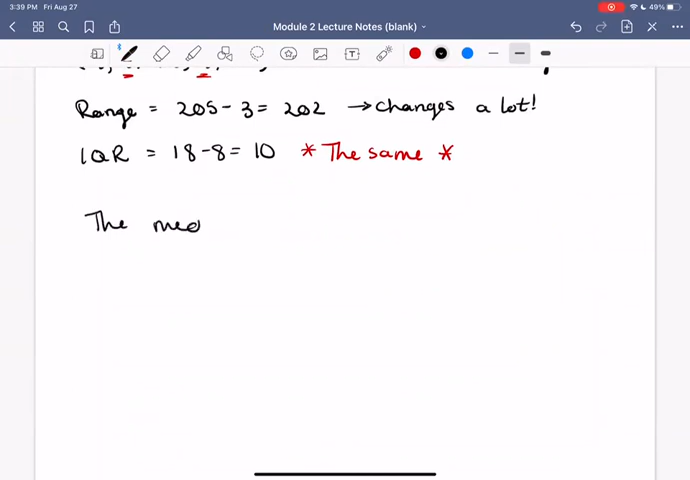 3:39 PM Fri Aug 27
49%
Module 2 Lecture Notes (blank)
Range = 205 - 3 = 202 → changes a lot!
IQR = 18 - 8 = 10 * The same *
The med